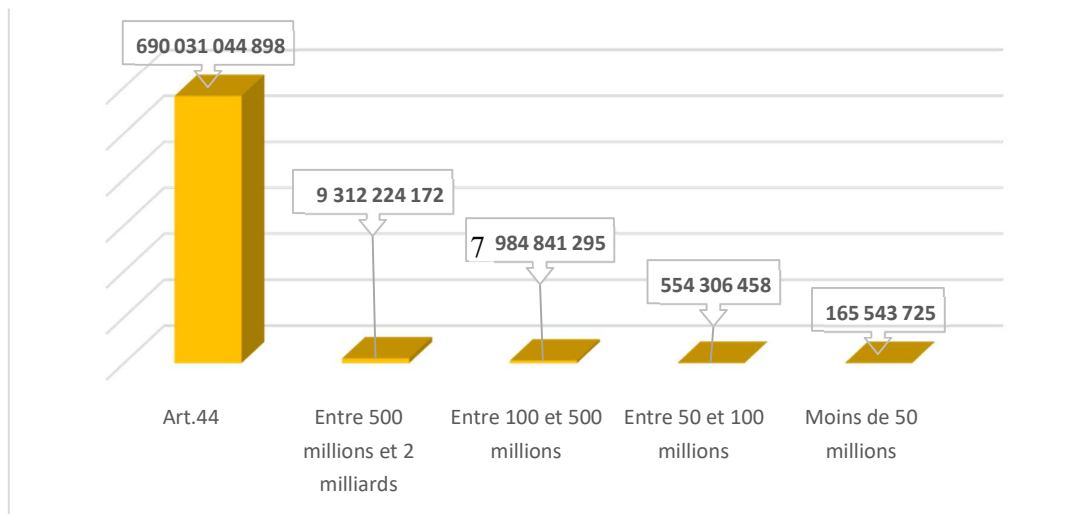 690 031 044 898
9 312 224 172
7 984 841 295
554 306 458
165 543 725
Art.44
Entre 500
millions et 2
milliards
Entre 100 et 500
millions
Entre 50 et 100
millions
Moins de 50
millions